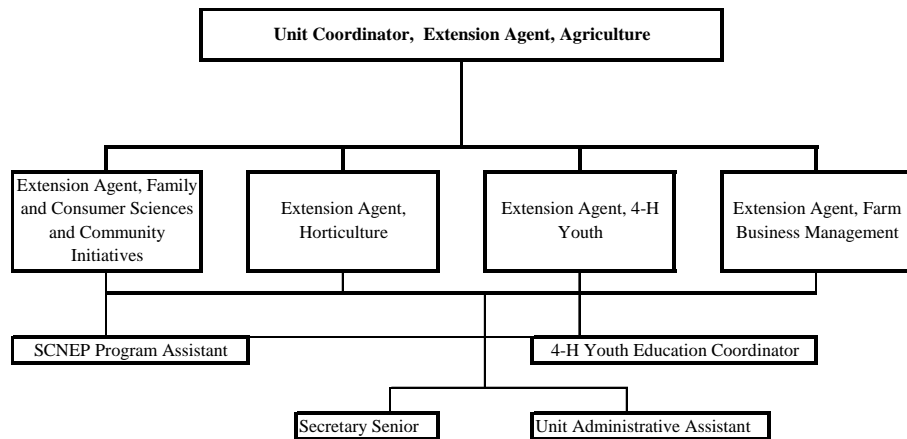 Unit Coordinator, Extension Agent, Agriculture
Extension Agent, Family
and Consumer Sciences
and Community
Initiatives
Extension Agent,
Horticulture
Extension Agent, 4-H
Youth
Extension Agent, Farm
Business Management
SCNEP Program Assistant
4-H Youth Education Coordinator
Secretary Senior
Unit Administrative Assistant